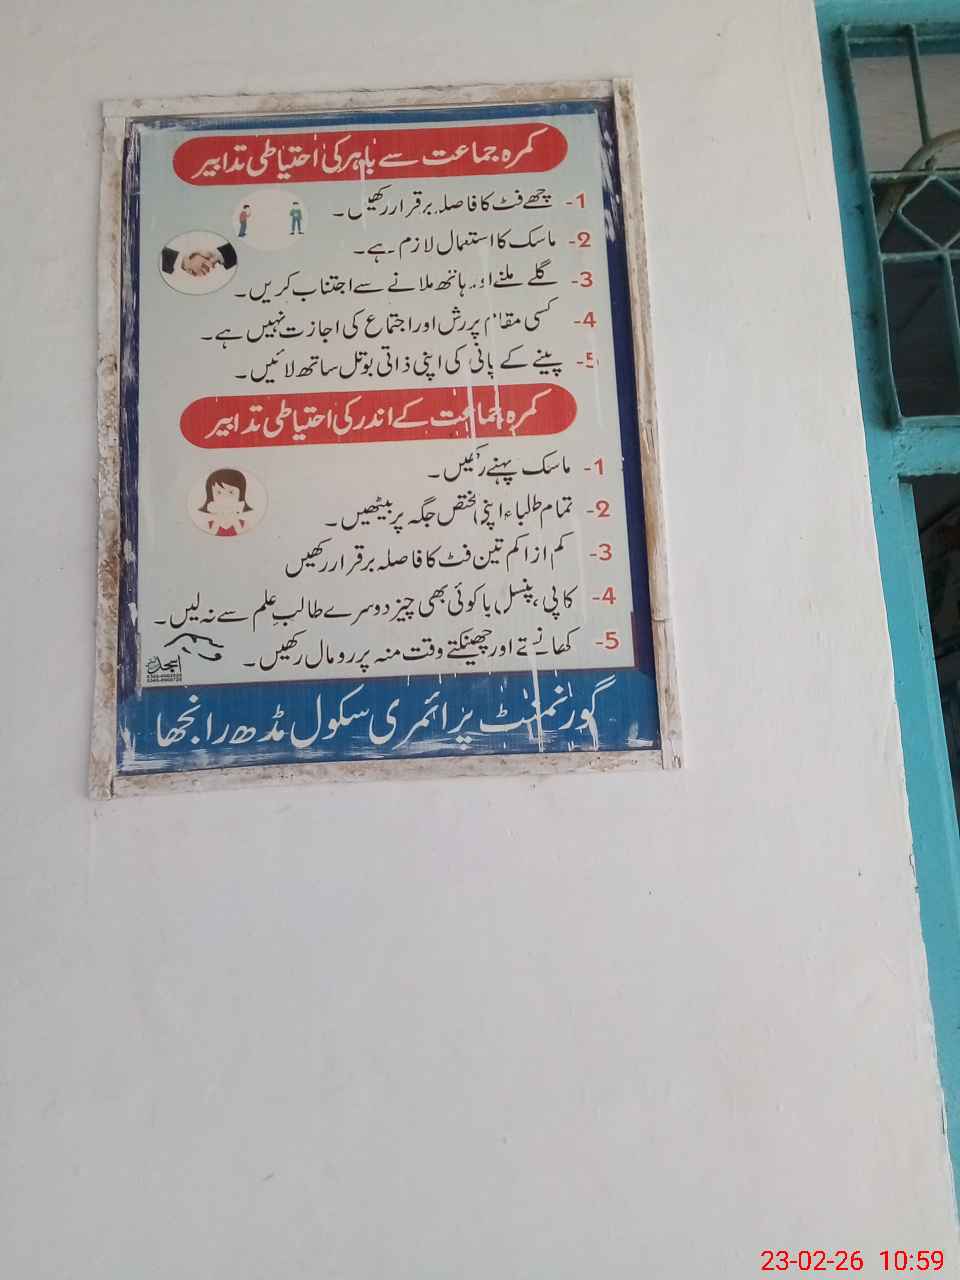 کمرہ جماعت سے باہر کی احتیاطی تدابیر
1- چھے فٹ کا فاصلہ برقرار رکھیں۔
2- ماسک کا استعمال لازم ہے۔
3- گلے ملنے اور ہاتھ ملانے سے اجتناب کریں۔
4- کسی مقام پر رش اور اجتماع کی اجازت نہیں ہے۔
5- پینے کے پانی کی اپنی ذاتی بوتل ساتھ لائیں۔
کمرہ جماعت کے اندر کی احتیاطی تدابیر
1- ماسک پہنے رکھیں۔
2- تمام طلباء اپنی مختص جگہ پر بیٹھیں۔
3- کم از کم تین فٹ کا فاصلہ برقرار رکھیں
4- کاپی، پنسل یا کوئی بھی چیز دوسرے طالب علم سے نہ لیں۔
5- کھانستے اور چھینکتے وقت منہ پر رومال رکھیں۔
امجد
گورنمنٹ پرائمری سکول مڈھ رانجھا
23-02-26 10:59